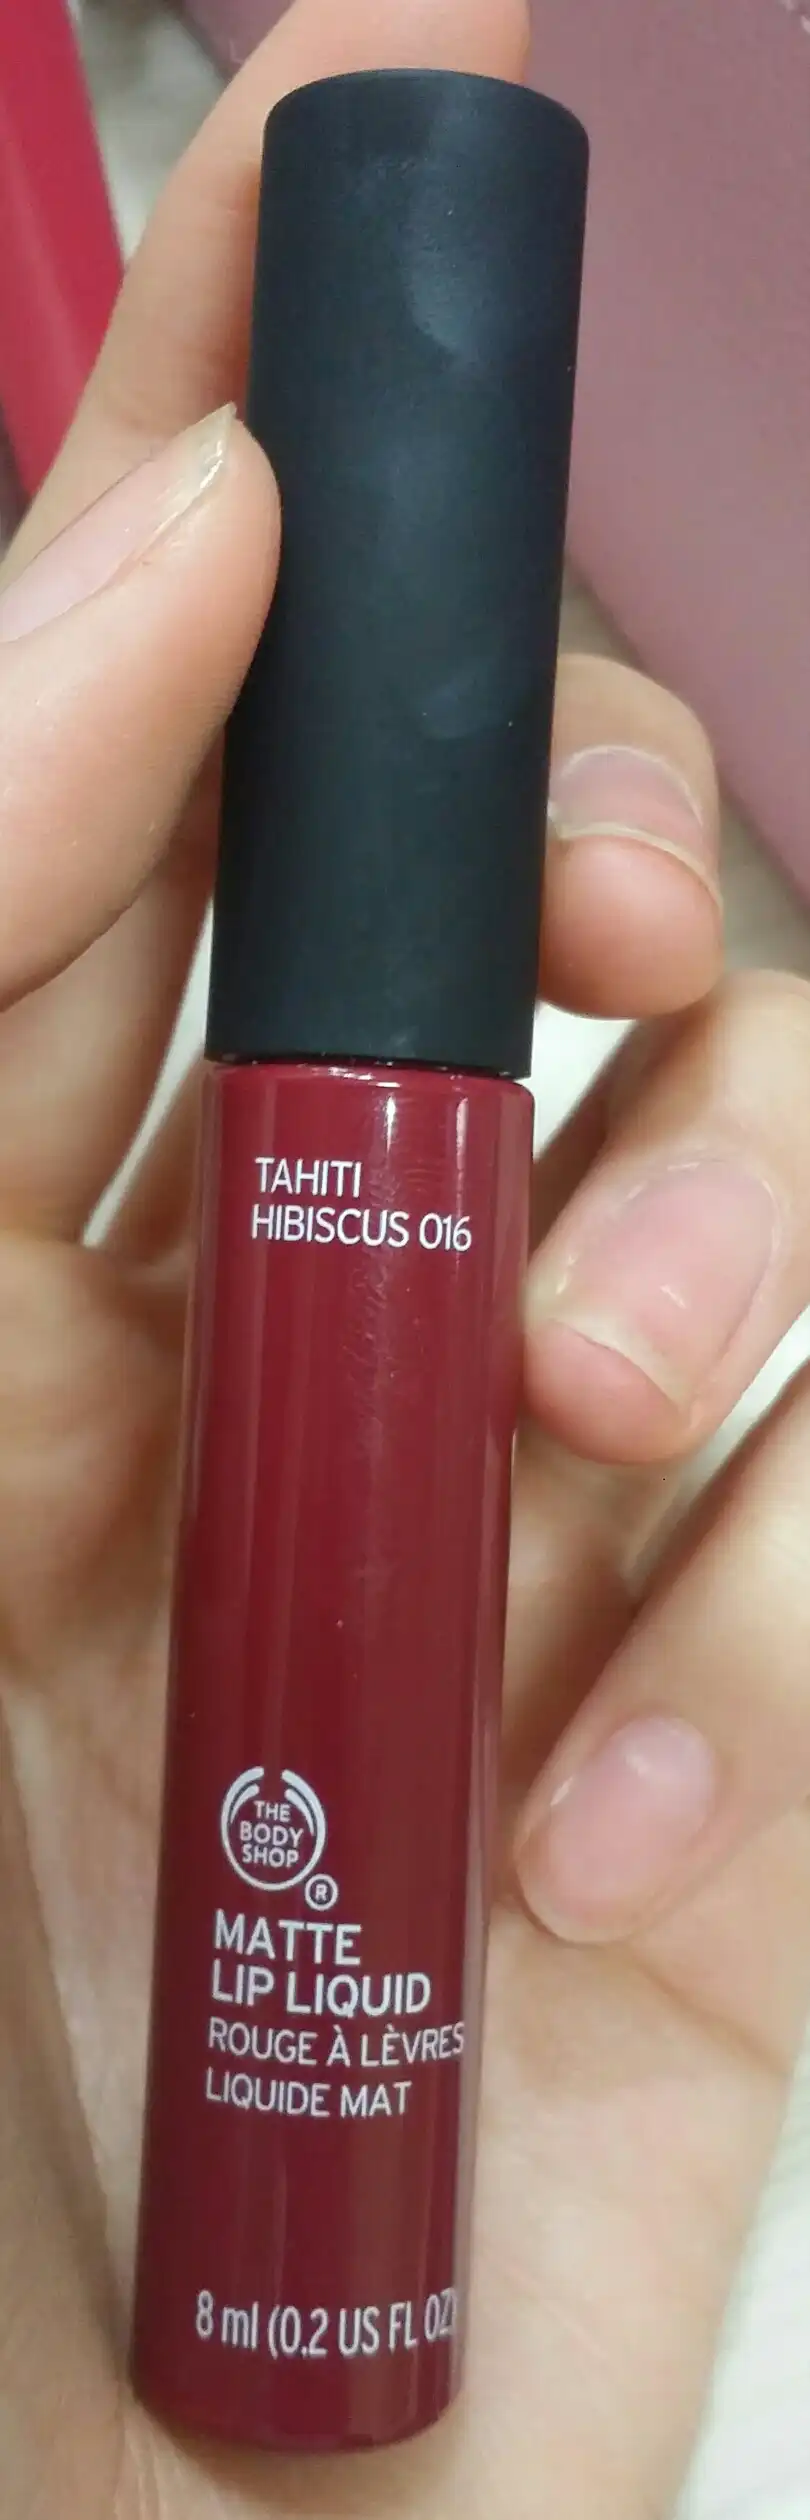 TAHITI
HIBISCUS 016
THE
BODY
SHOP
®
MATTE
LIP LIQUID
ROUGE À LÈVRES
LIQUIDE MAT
8 ml (0.2 US FL OZ)